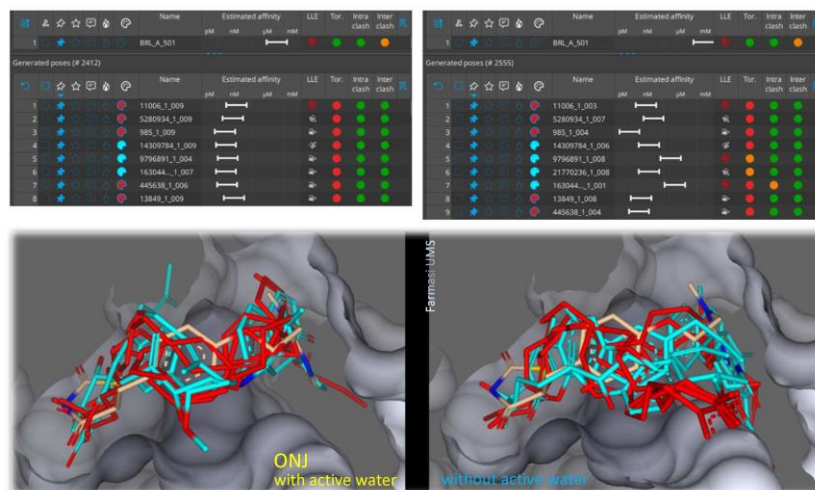 Name Estimated affinity LLE Tor. Intra clash Inter clash
pM nM μM mM
1 BRL_A_501
Generated poses (# 2412)
Name Estimated affinity LLE Tor. Intra clash Inter clash
pM nM μM mM
1 11006_1_009
2 5280934_1_009
3 985_1_009
4 14309784_1_009
5 9796891_1_004
6 163044..._1_007
7 445638_1_006
8 13849_1_009
Name Estimated affinity LLE Tor. Intra clash Inter clash
pM nM μM mM
1 BRL_A_501
Generated poses (# 2555)
Name Estimated affinity LLE Tor. Intra clash Inter clash
pM nM μM mM
1 11006_1_003
2 5280934_1_007
3 985_1_004
4 14309784_1_006
5 9796891_1_008
6 21770236_1_008
7 163044..._1_001
8 13849_1_008
9 445638_1_004
Farmasi UMS
ONJ
with active water
without active water